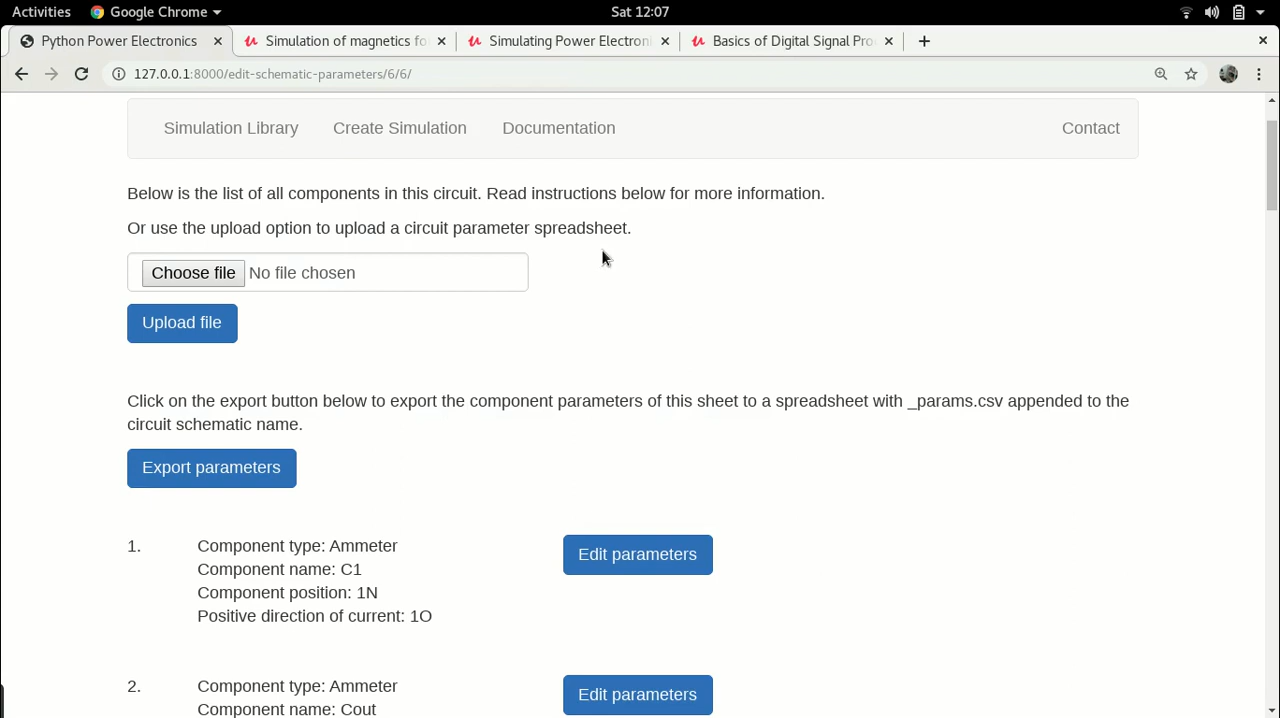 Activities Google Chrome Sat 12:07
Python Power Electronics Simulation of magnetics fo Simulating Power Electroni Basics of Digital Signal Pro
127.0.0.1:8000/edit-schematic-parameters/6/6/
Simulation Library Create Simulation Documentation Contact
Below is the list of all components in this circuit. Read instructions below for more information.
Or use the upload option to upload a circuit parameter spreadsheet.
Choose file No file chosen
Upload file
Click on the export button below to export the component parameters of this sheet to a spreadsheet with _params.csv appended to the
circuit schematic name.
Export parameters
1. Component type: Ammeter Edit parameters
Component name: C1
Component position: 1N
Positive direction of current: 1O
2. Component type: Ammeter Edit parameters
Component name: Cout